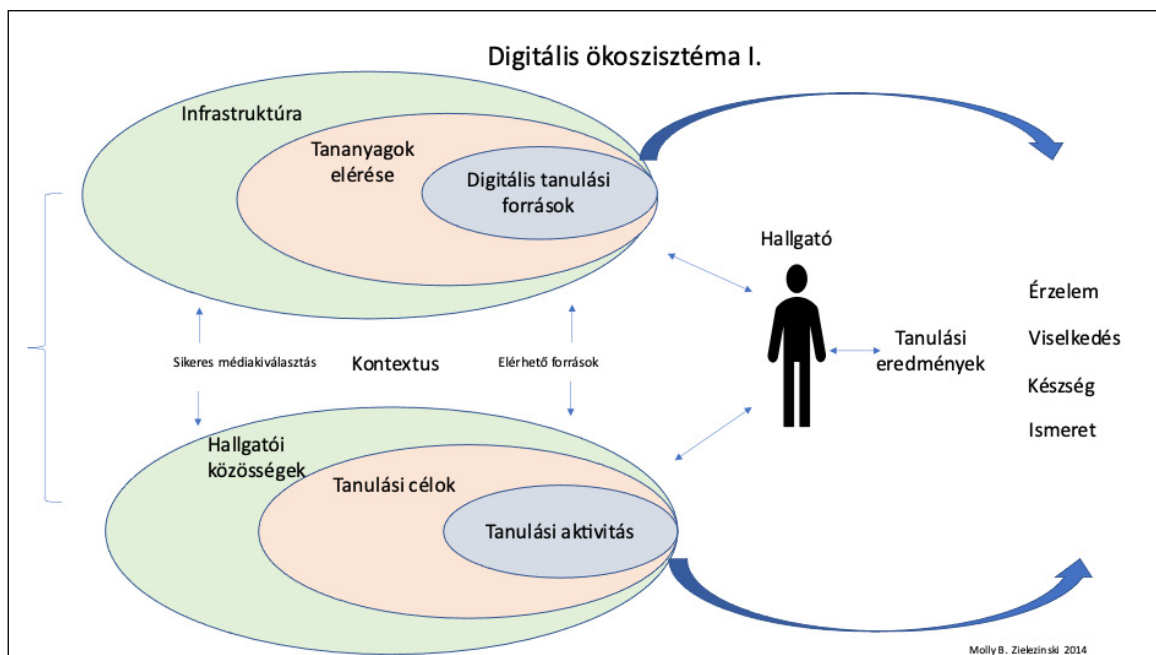 Digitális ökoszisztéma I.
Infrastruktúra
Tananyagok
elérése
Digitális tanulási
források
Hallgató
Érzelem
Viselkedés
Készség
Ismeret
Tanulási
eredmények
Sikeres médiakiválasztás
Kontextus
Elérhető források
Hallgatói
közösségek
Tanulási célok
Tanulási aktivitás
Molly B. Zielezinski 2014